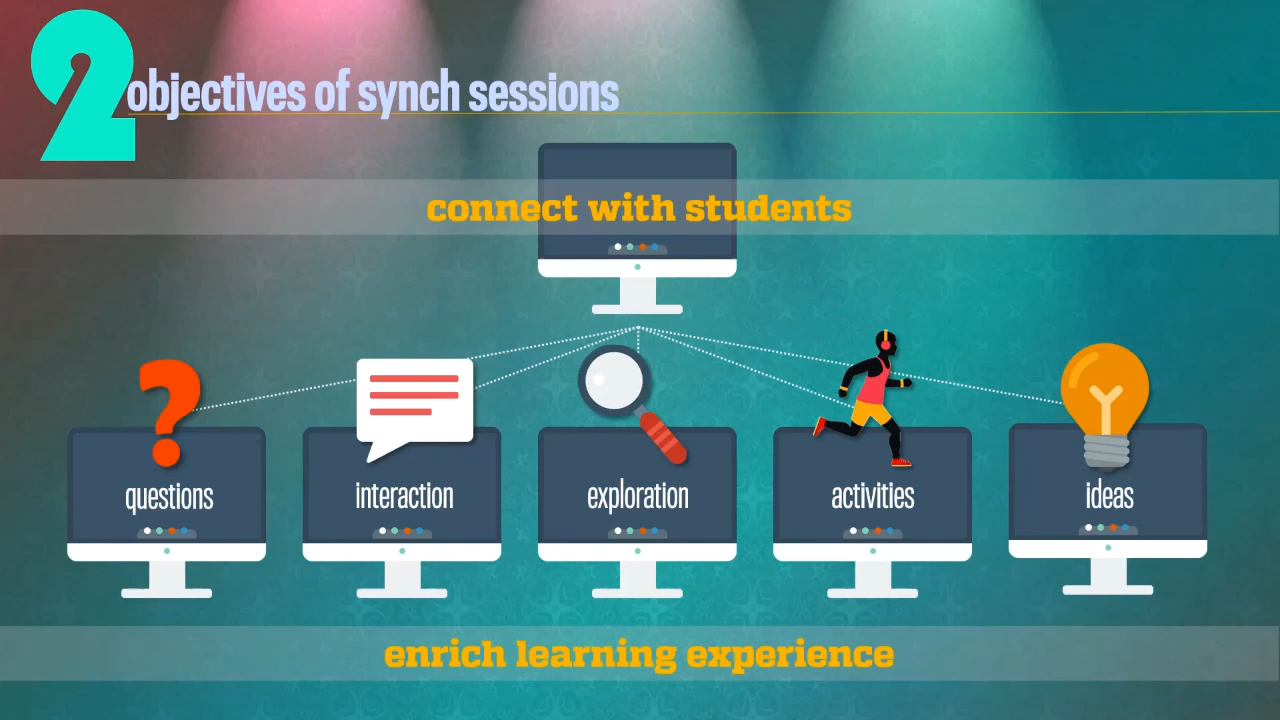 2 objectives of synch sessions
connect with students
questions
interaction
exploration
activities
ideas
enrich learning experience